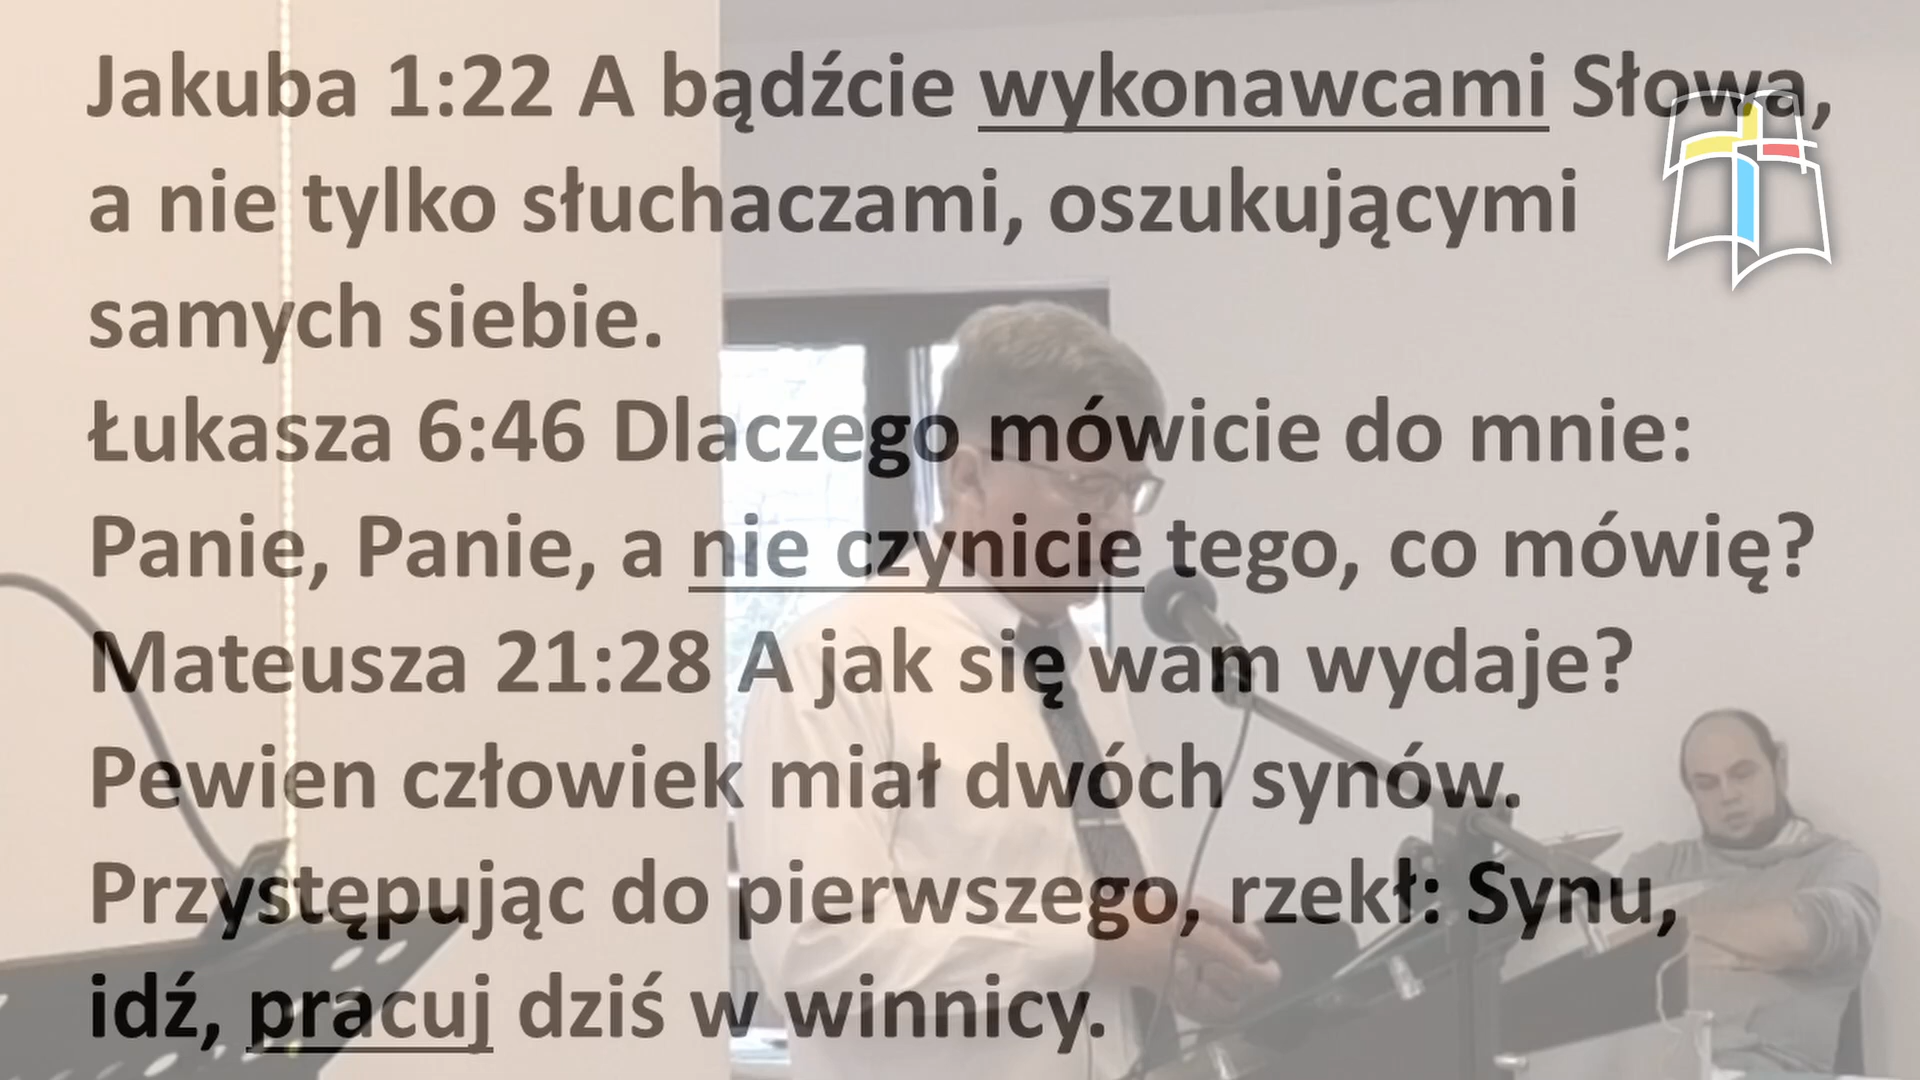 Jakuba 1:22 A bądźcie wykonawcami Słowa,
a nie tylko słuchaczami, oszukującymi
samych siebie.
Łukasza 6:46 Dlaczego mówicie do mnie:
Panie, Panie, a nie czynicie tego, co mówię?
Mateusza 21:28 A jak się wam wydaje?
Pewien człowiek miał dwóch synów.
Przystępując do pierwszego, rzekł: Synu,
idź, pracuj dziś w winnicy.